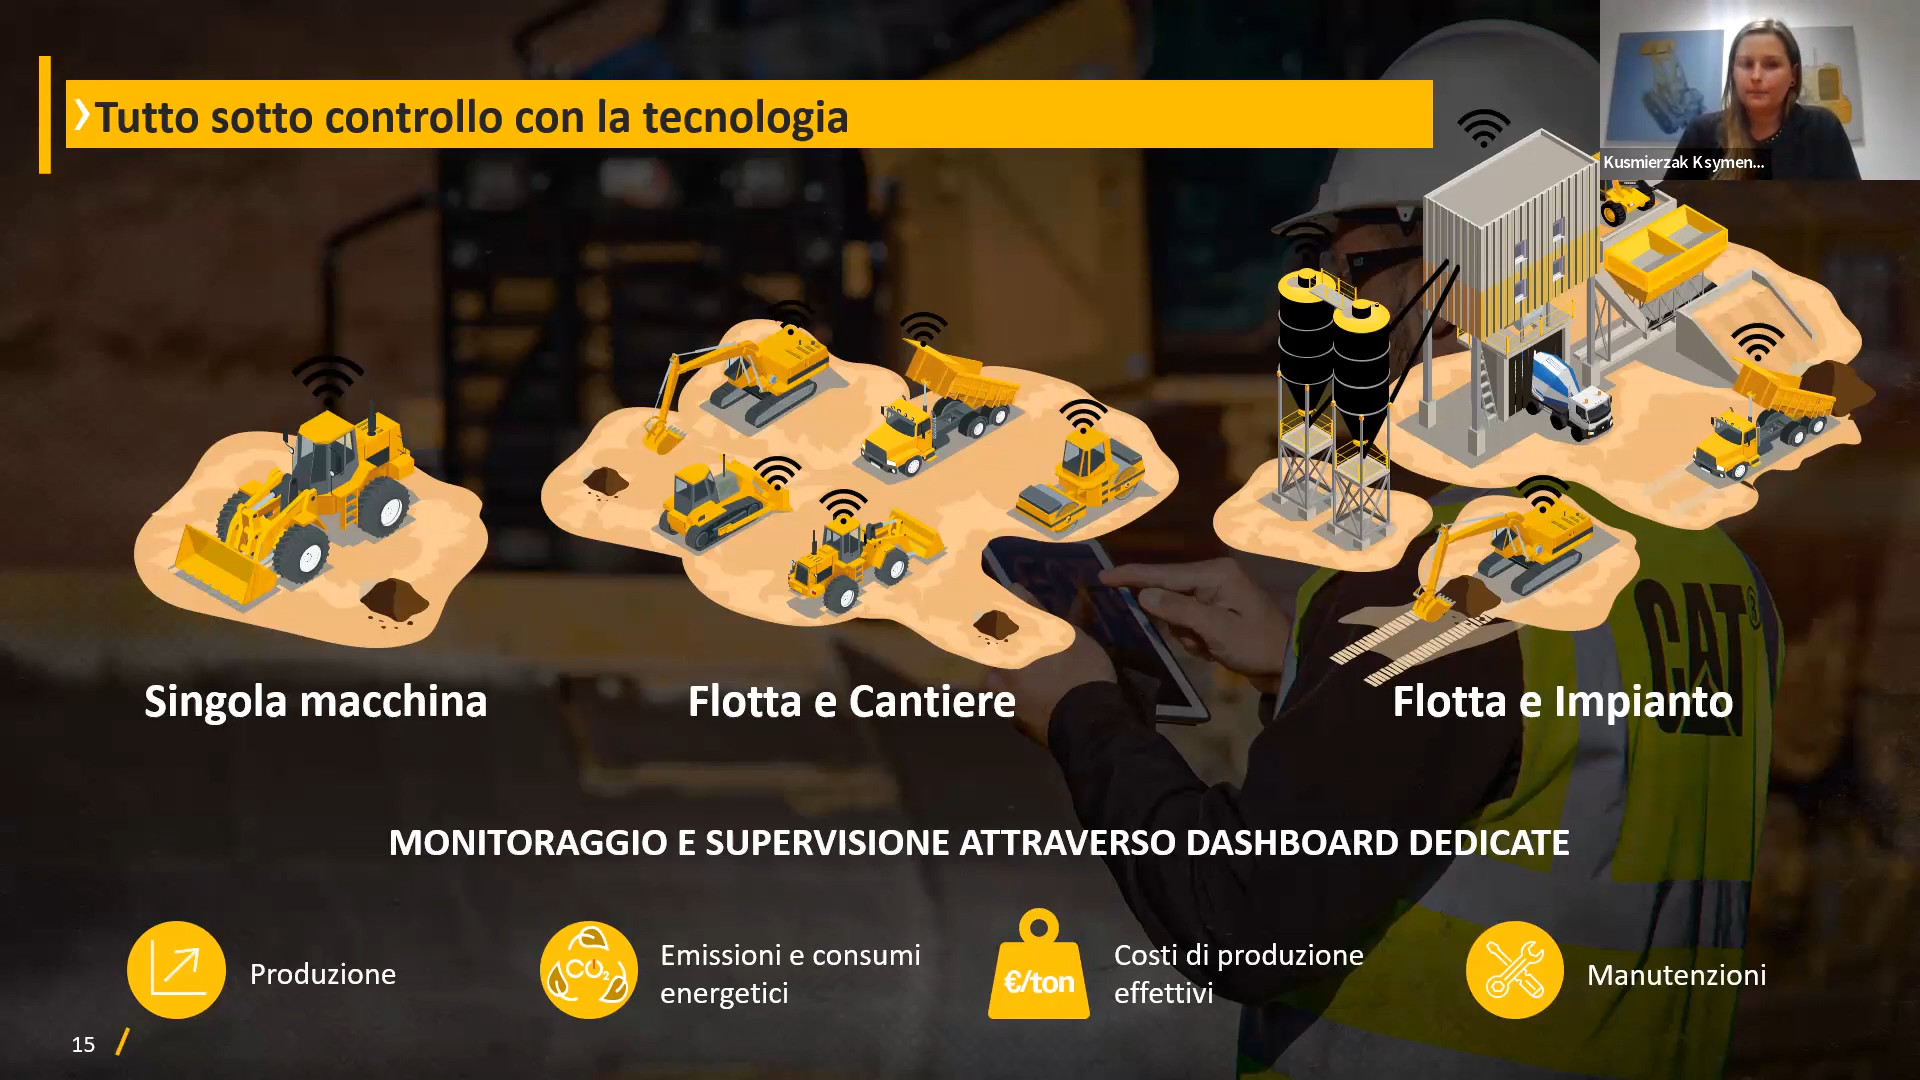 Tutto sotto controllo con la tecnologia
Kusmierzak Ksymen...
Singola macchina
Flotta e Cantiere
Flotta e Impianto
CAT®
MONITORAGGIO E SUPERVISIONE ATTRAVERSO DASHBOARD DEDICATE
Produzione
CO₂
Emissioni e consumi
energetici
€/ton
Costi di produzione
effettivi
Manutenzioni
15